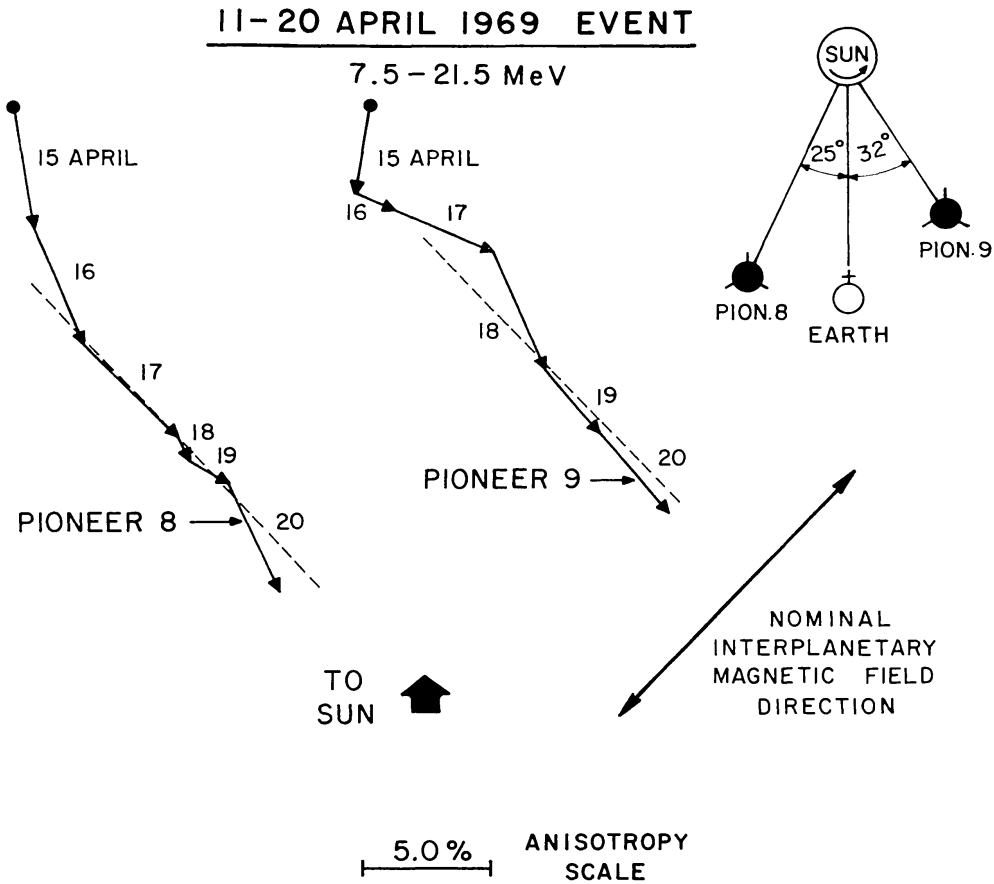 11-20 APRIL 1969 EVENT
7.5-21.5 MeV
15 APRIL
16
17
18
19
20
PIONEER 8
15 APRIL
16
17
18
19
20
PIONEER 9
SUN
25° 32°
PION.8
PION.9
EARTH
NOMINAL
INTERPLANETARY
MAGNETIC FIELD
DIRECTION
TO
SUN
5.0%
ANISOTROPY
SCALE